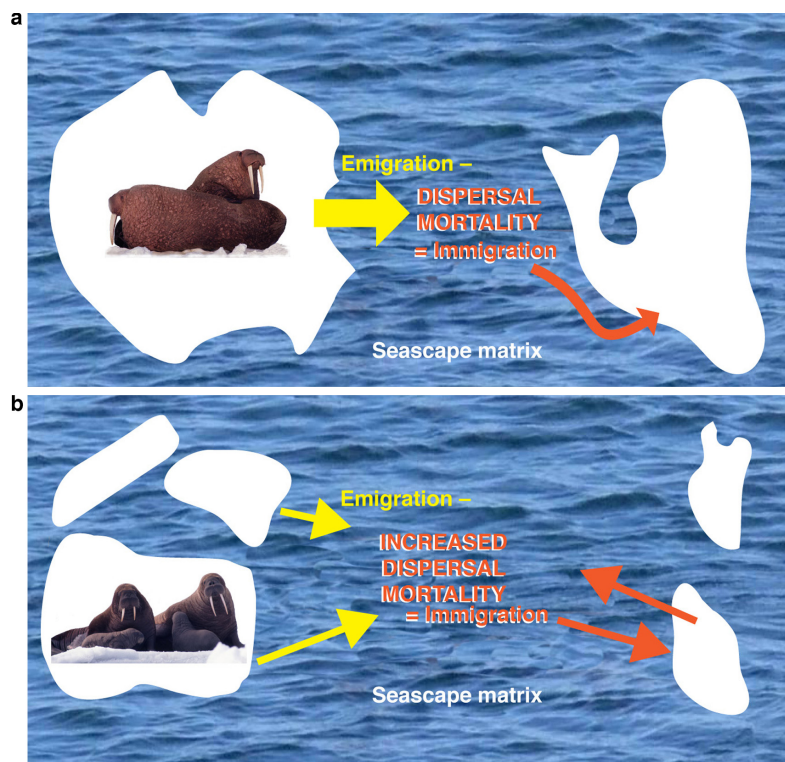 a
Emigration –
DISPERSAL
MORTALITY
= Immigration
Seascape matrix
b
Emigration –
INCREASED
DISPERSAL
MORTALITY
= Immigration
Seascape matrix